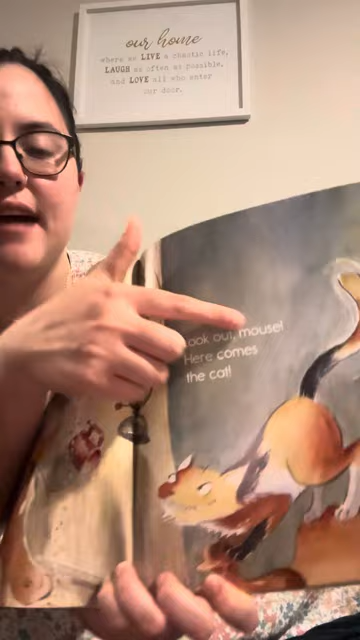 our home
where we LIVE a chaotic life,
LAUGH as often as possible,
and LOVE all who enter
our door.
Look out, mouse!
Here comes
the cat!